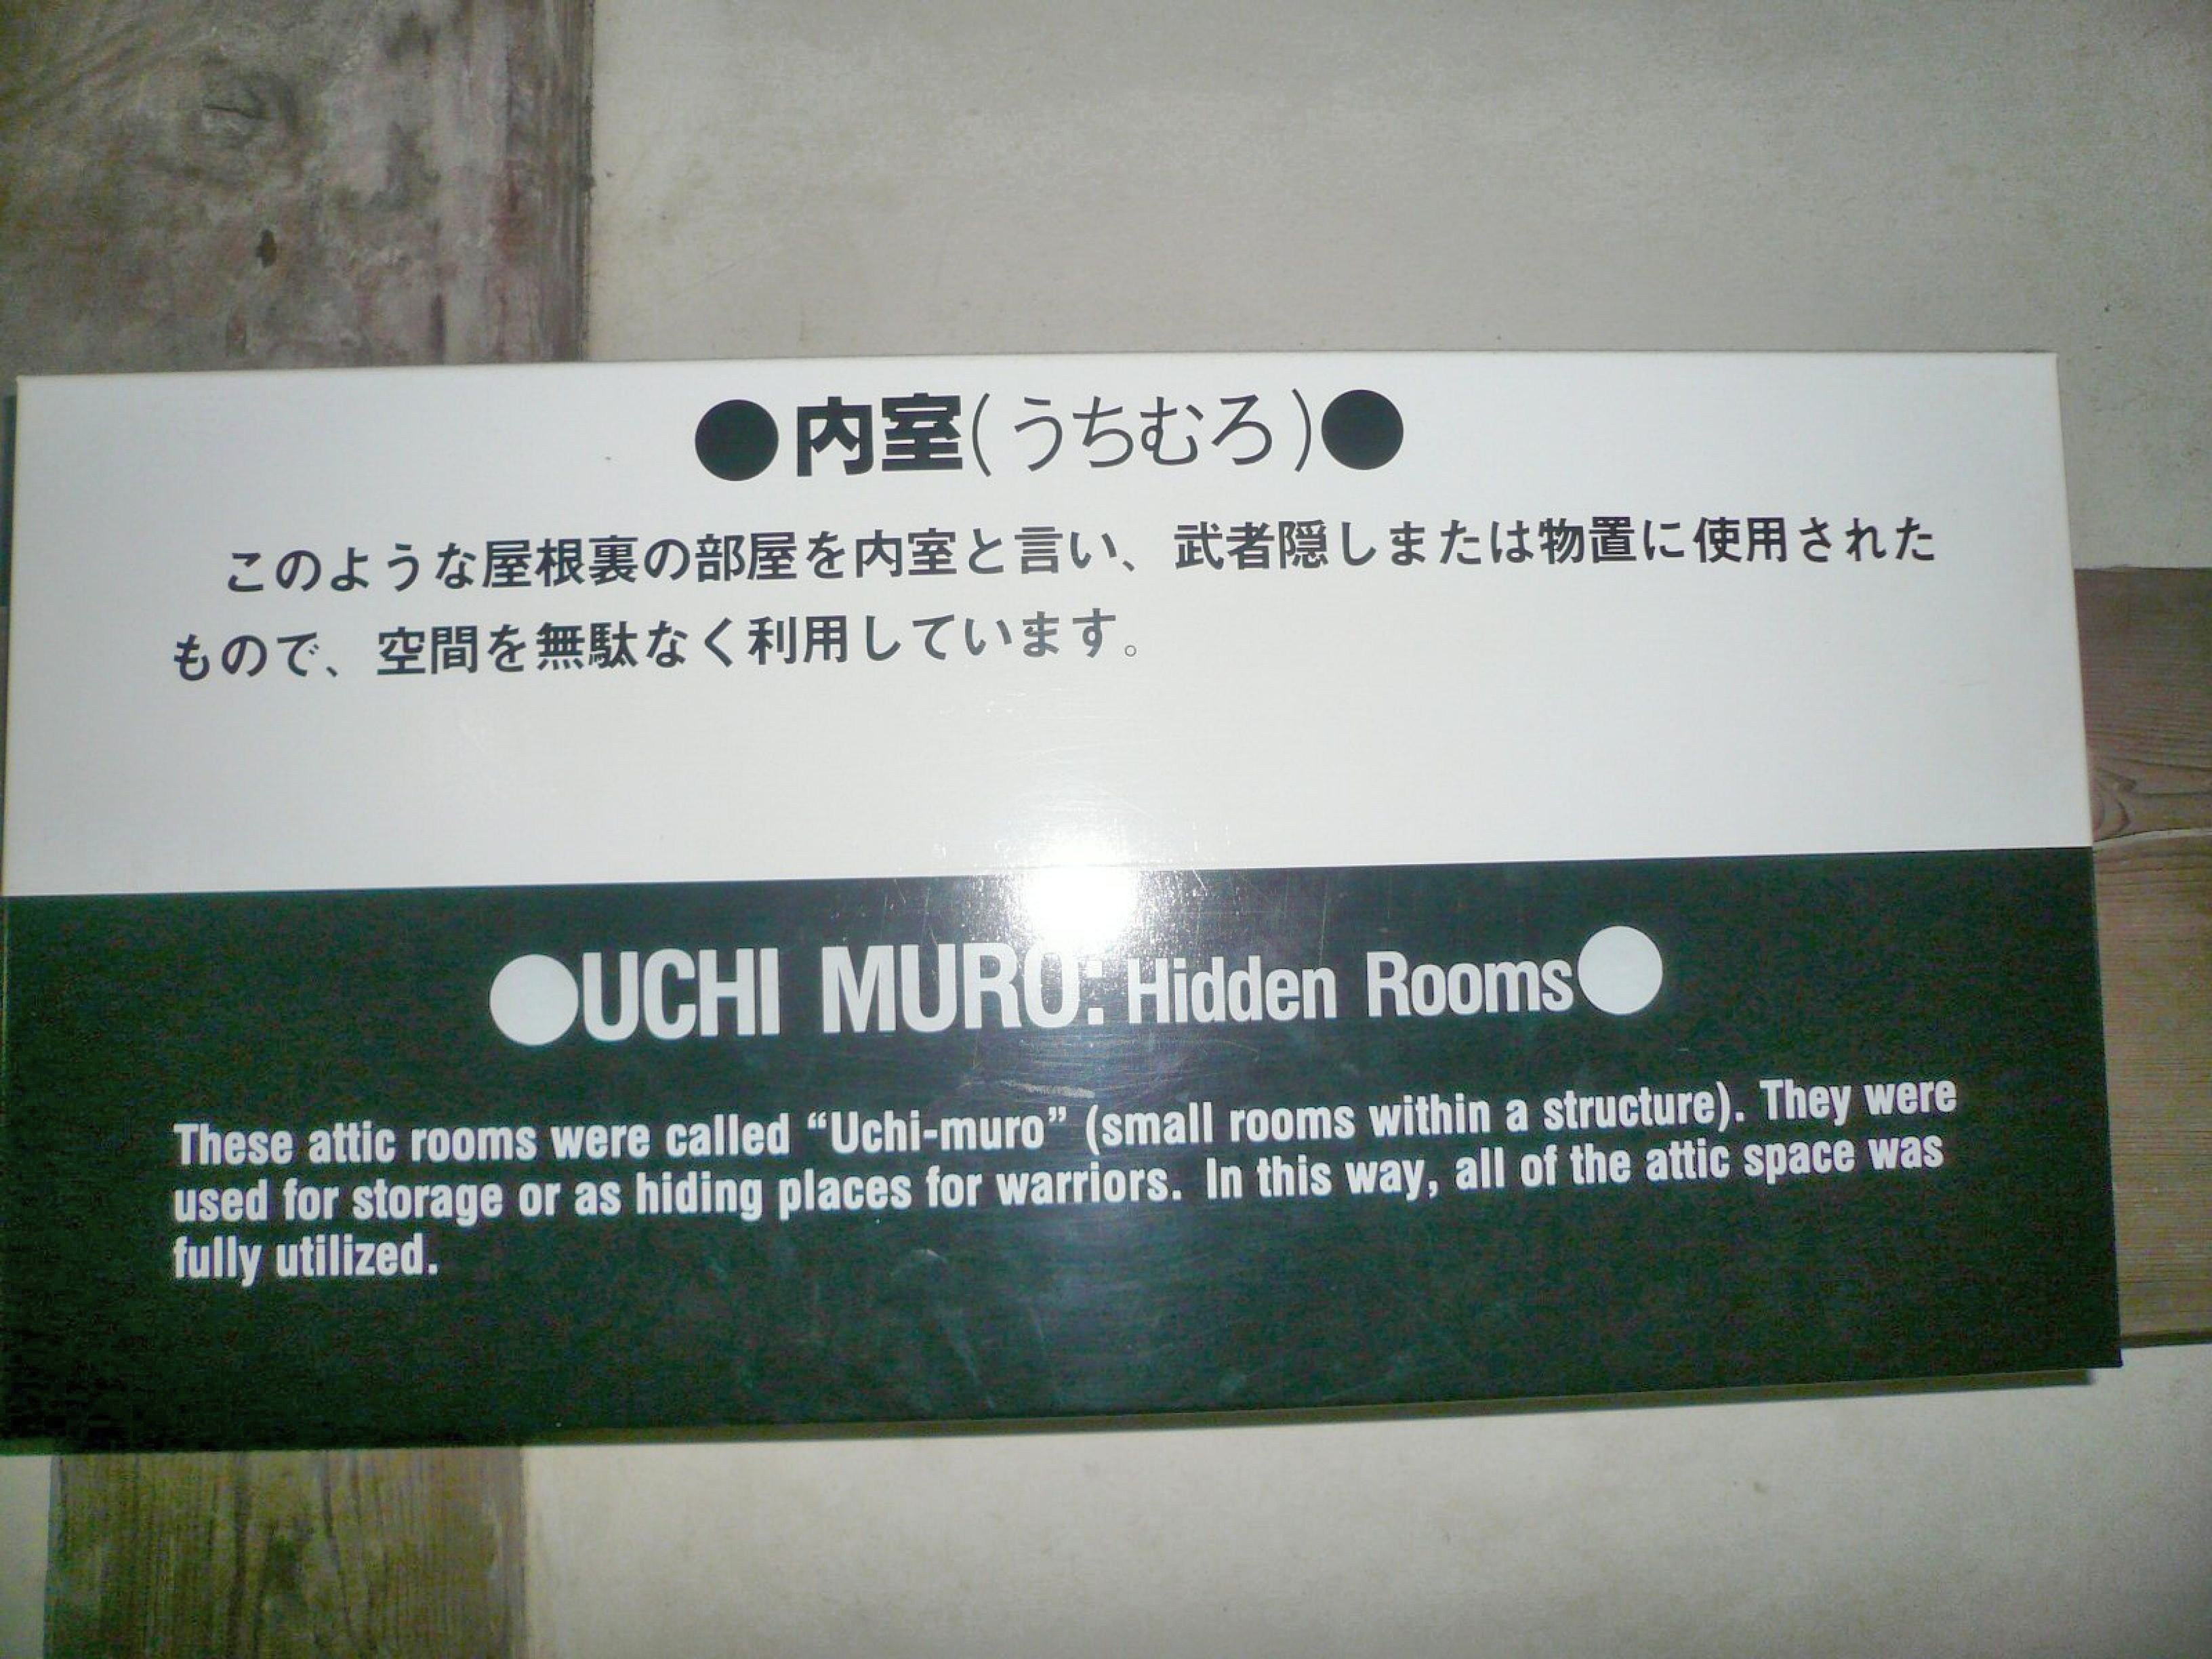 ●内室(うちむろ)●
このような屋根裏の部屋を内室と言い、武者隠しまたは物置に使用された
もので、空間を無駄なく利用しています。
●UCHI MURO: Hidden Rooms●
These attic rooms were called “Uchi-muro” (small rooms within a structure). They were
used for storage or as hiding places for warriors. In this way, all of the attic space was
fully utilized.